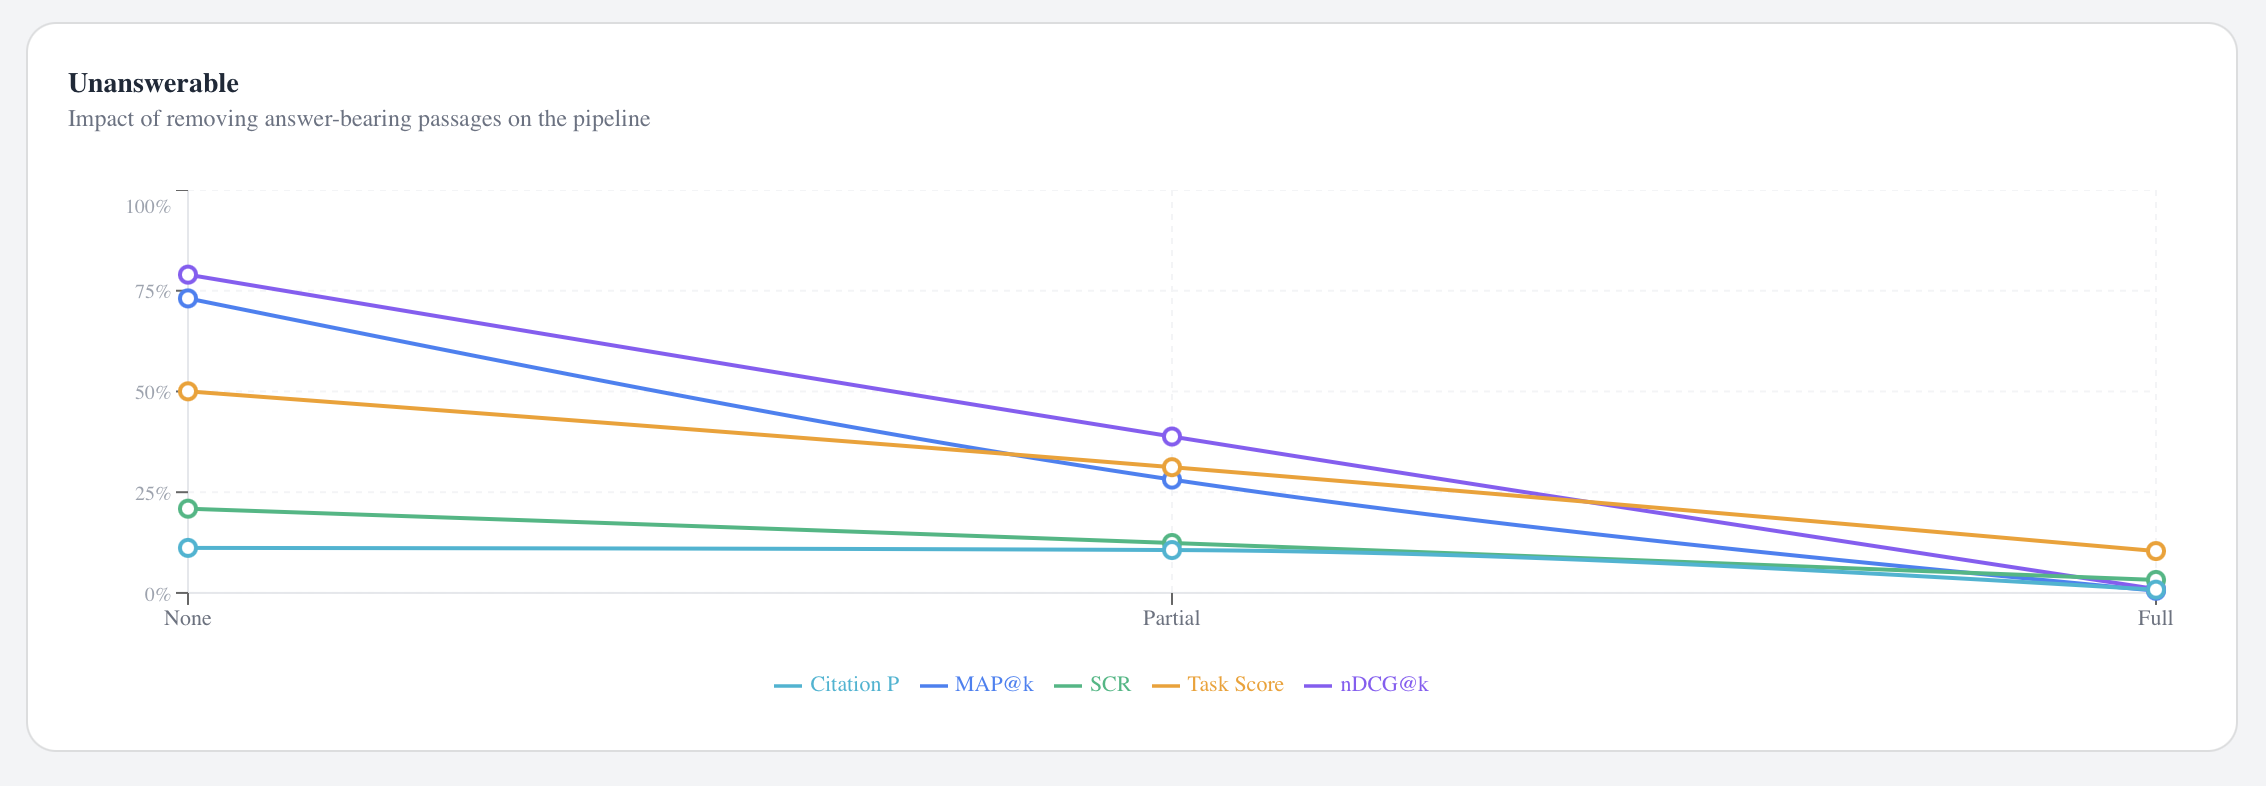 Unanswerable
Impact of removing answer-bearing passages on the pipeline
100%
75%
50%
25%
0%
None Partial Full
Citation P MAP@k SCR Task Score nDCG@k